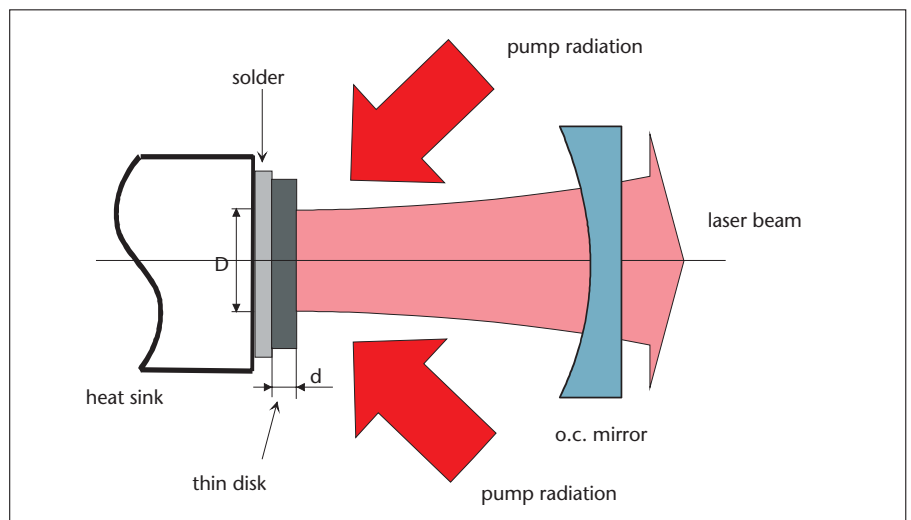 pump radiation
solder
laser beam
D
d
heat sink
o.c. mirror
thin disk
pump radiation